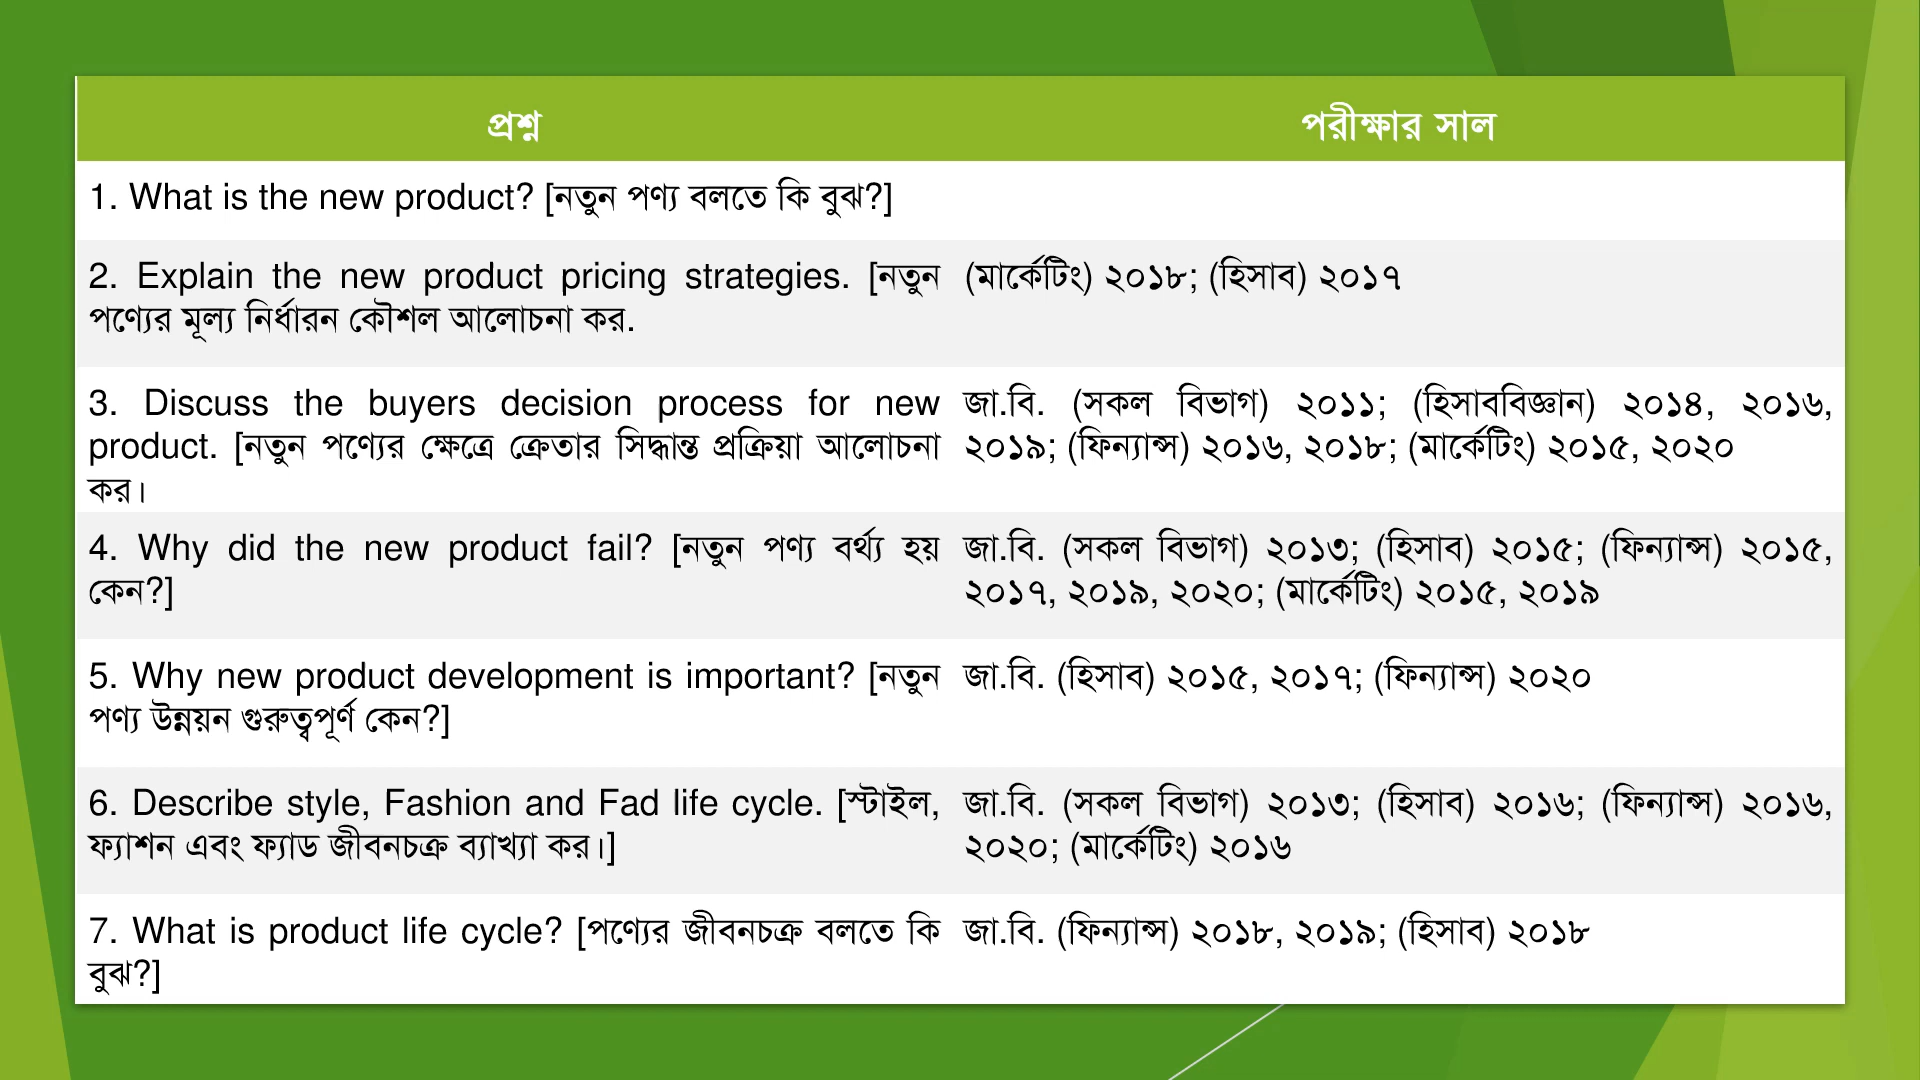 প্রশ্ন
পরীক্ষার সাল
1. What is the new product? [নতুন পণ্য বলতে কি বুঝ?]
2. Explain the new product pricing strategies. [নতুন
পণ্যের মূল্য নির্ধারন কৌশল আলোচনা কর.
(মার্কেটিং) ২০১৮; (হিসাব) ২০১৭
3. Discuss the buyers decision process for new
product. [নতুন পণ্যের ক্ষেত্রে ক্রেতার সিদ্ধান্ত প্রক্রিয়া আলোচনা
কর।
জা.বি. (সকল বিভাগ) ২০১১; (হিসাববিজ্ঞান) ২০১৪, ২০১৬,
২০১৯; (ফিন্যান্স) ২০১৬, ২০১৮; (মার্কেটিং) ২০১৫, ২০২০
4. Why did the new product fail? [নতুন পণ্য বর্থ্য হয়
কেন?]
জা.বি. (সকল বিভাগ) ২০১৩; (হিসাব) ২০১৫; (ফিন্যান্স) ২০১৫,
২০১৭, ২০১৯, ২০২০; (মার্কেটিং) ২০১৫, ২০১৯
5. Why new product development is important? [নতুন
পণ্য উন্নয়ন গুরুত্বপূর্ণ কেন?]
জা.বি. (হিসাব) ২০১৫, ২০১৭; (ফিন্যান্স) ২০২০
6. Describe style, Fashion and Fad life cycle. [স্টাইল,
ফ্যাশন এবং ফ্যাড জীবনচক্র ব্যাখ্যা কর।]
জা.বি. (সকল বিভাগ) ২০১৩; (হিসাব) ২০১৬; (ফিন্যান্স) ২০১৬,
২০২০; (মার্কেটিং) ২০১৬
7. What is product life cycle? [পণ্যের জীবনচক্র বলতে কি
বুঝ?]
জা.বি. (ফিন্যান্স) ২০১৮, ২০১৯; (হিসাব) ২০১৮